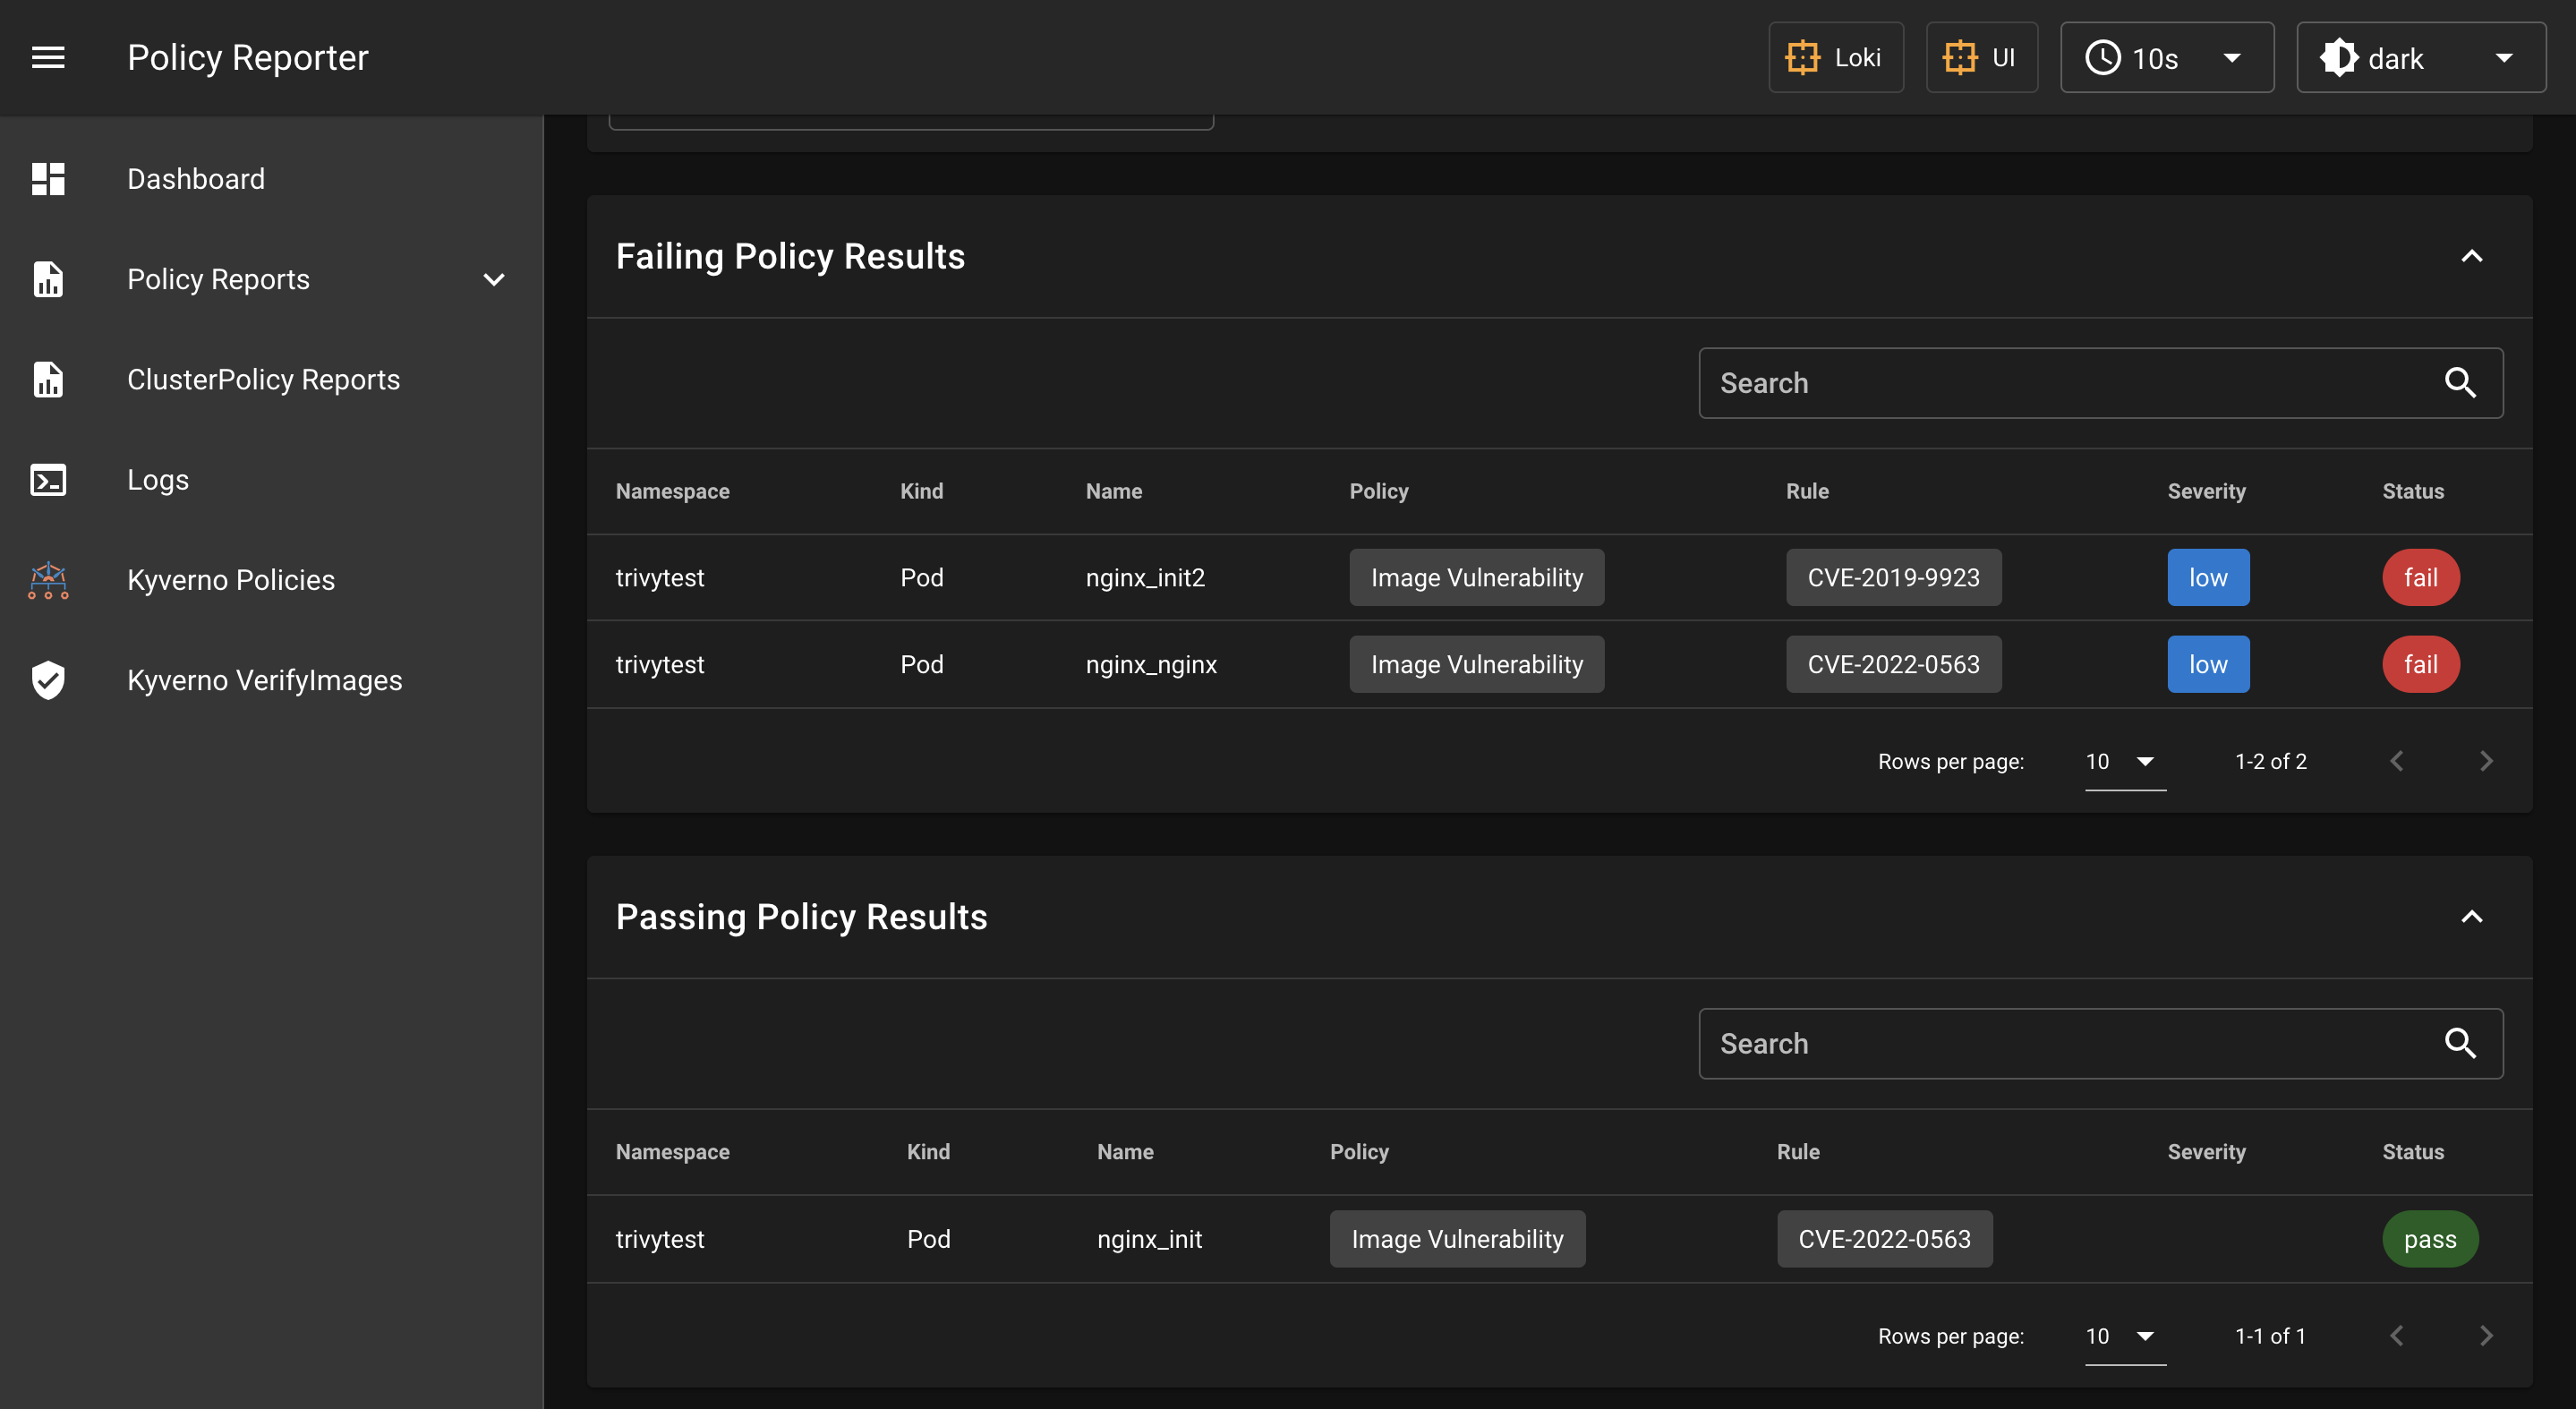 Policy Reporter
Loki
UI
10s
dark
Dashboard
Policy Reports
ClusterPolicy Reports
Logs
Kyverno Policies
Kyverno VerifyImages
Failing Policy Results
Search
Namespace Kind Name Policy Rule Severity Status
trivytest Pod nginx_init2 Image Vulnerability CVE-2019-9923 low fail
trivytest Pod nginx_nginx Image Vulnerability CVE-2022-0563 low fail
Rows per page: 10 1-2 of 2
Passing Policy Results
Search
Namespace Kind Name Policy Rule Severity Status
trivytest Pod nginx_init Image Vulnerability CVE-2022-0563 pass
Rows per page: 10 1-1 of 1